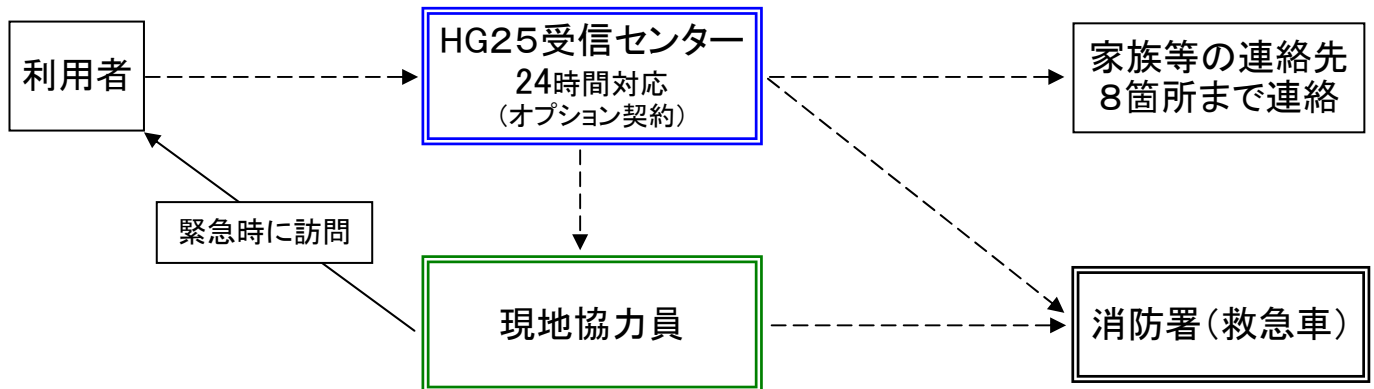 利用者
HG25受信センター
24時間対応
（オプション契約）
家族等の連絡先
８箇所まで連絡
緊急時に訪問
現地協力員
消防署（救急車）